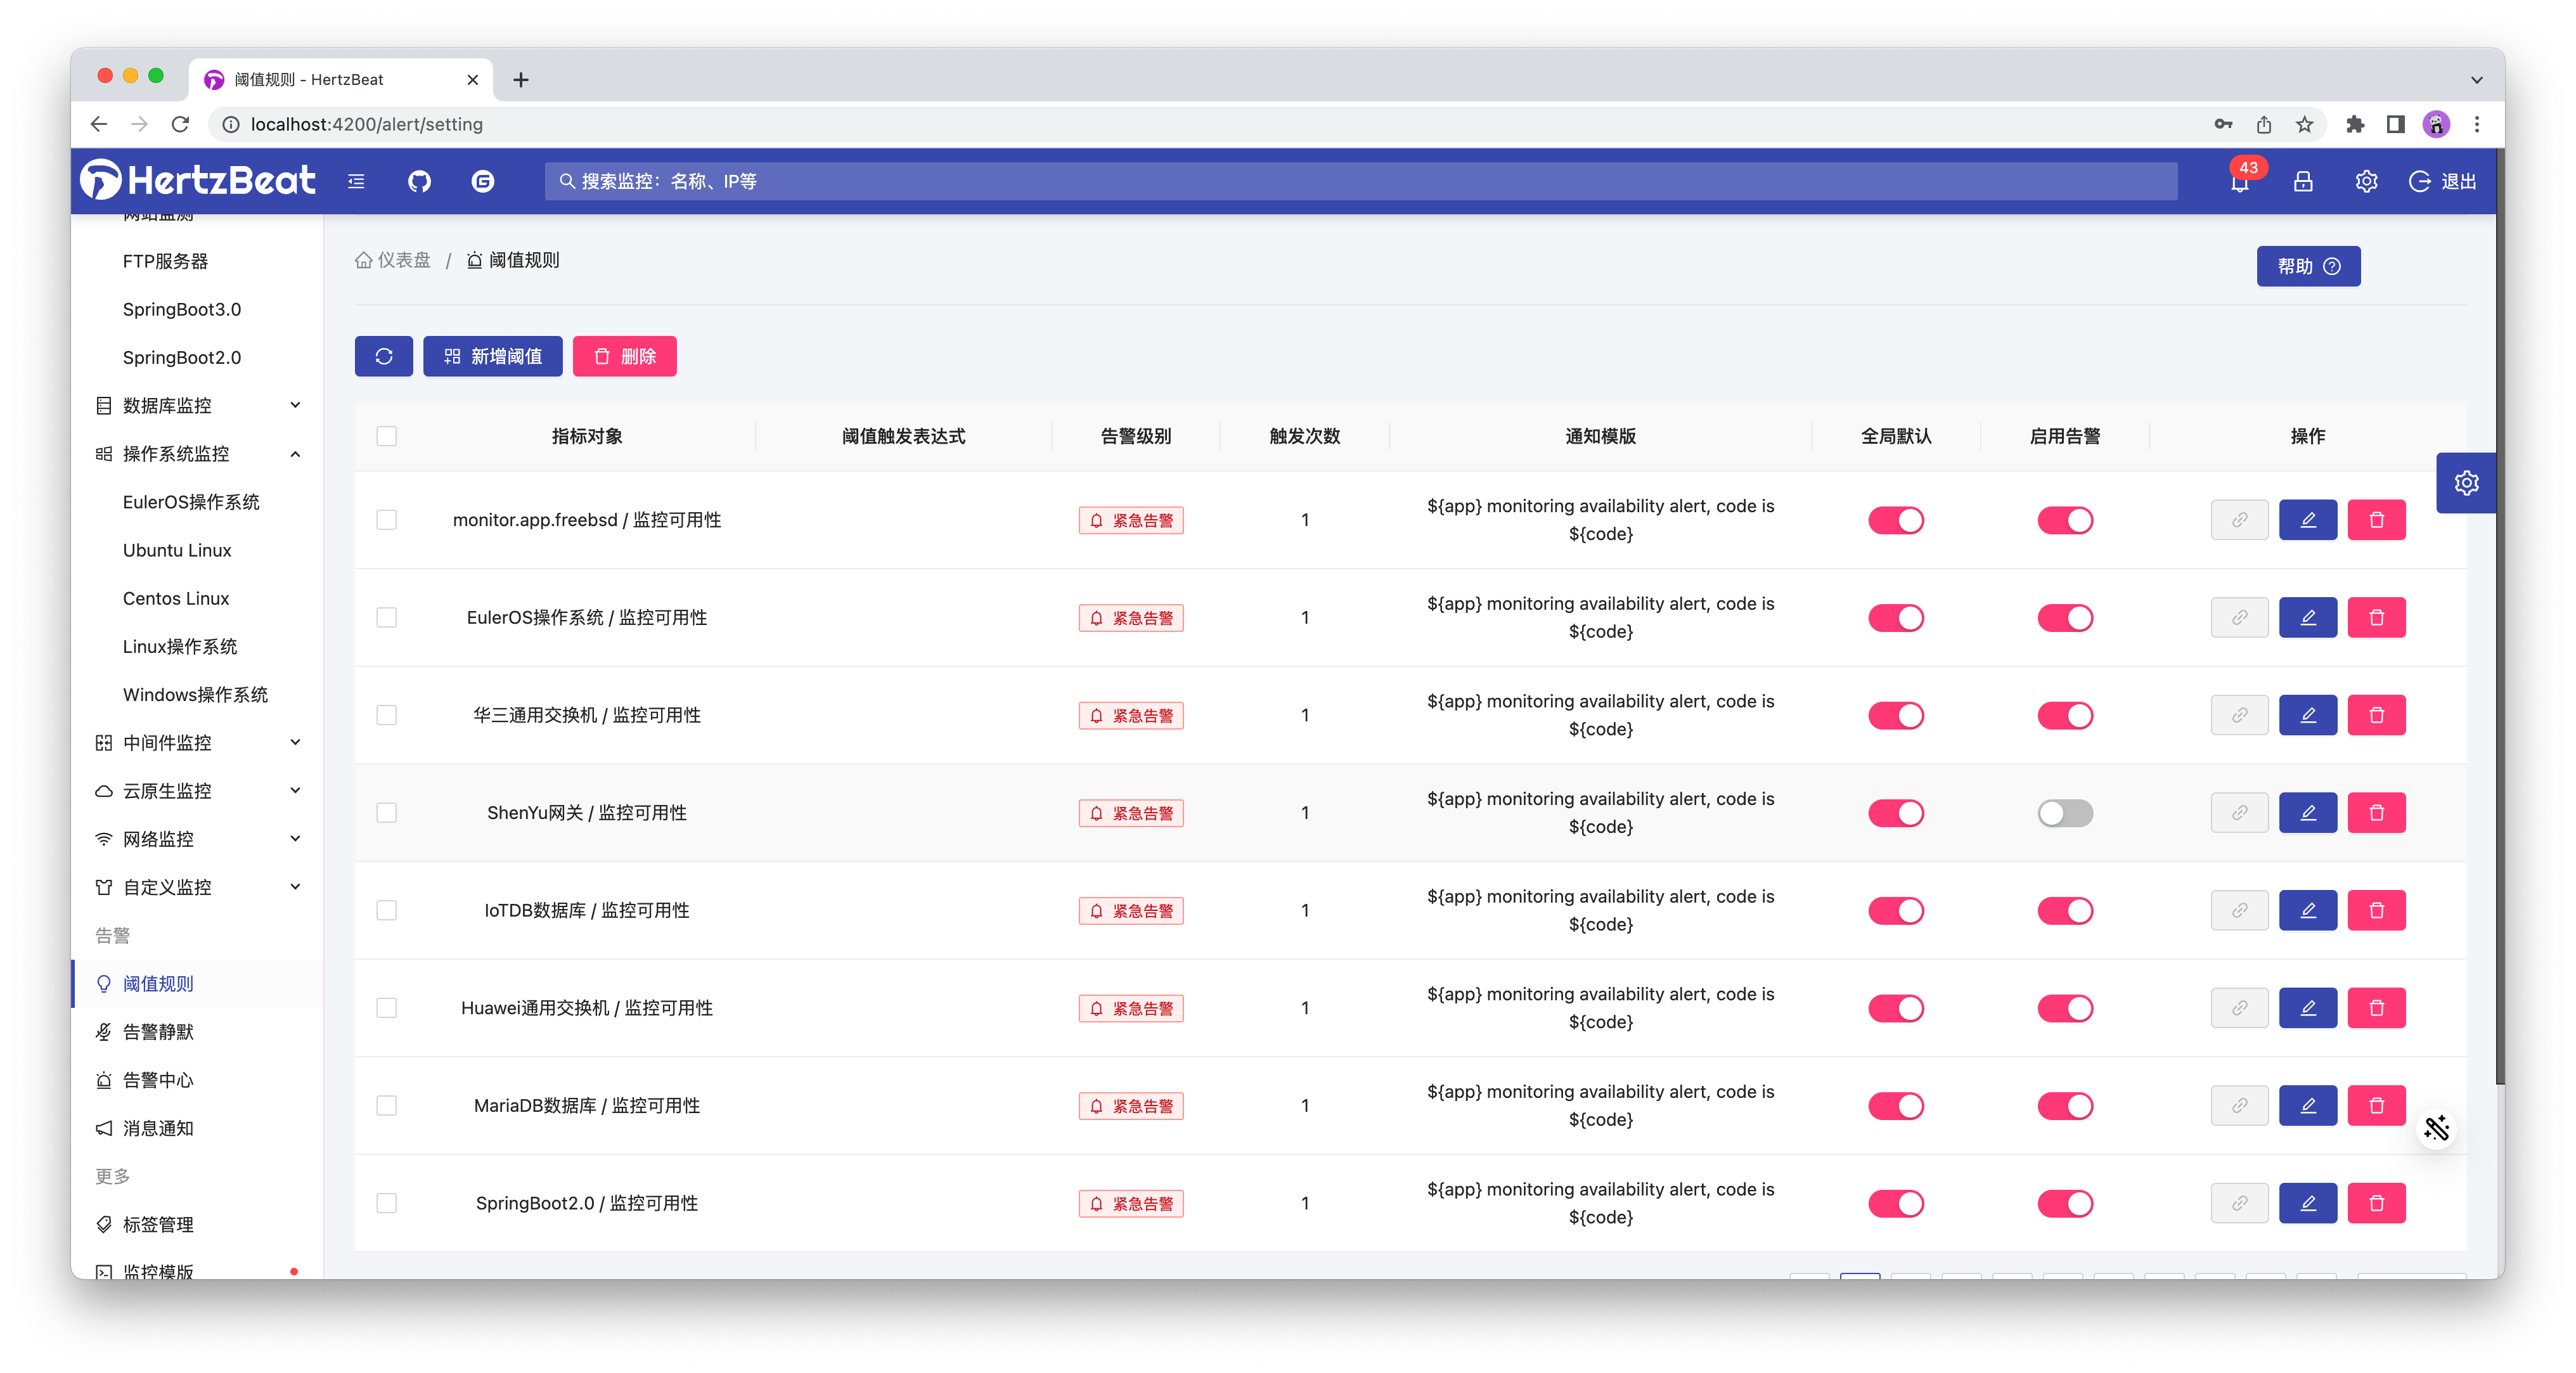 阈值规则 - HertzBeat
localhost:4200/alert/setting
HertzBeat
搜索监控：名称、IP等
43
退出
网站监测
FTP服务器
SpringBoot3.0
SpringBoot2.0
数据库监控
操作系统监控
EulerOS操作系统
Ubuntu Linux
Centos Linux
Linux操作系统
Windows操作系统
中间件监控
云原生监控
网络监控
自定义监控
告警
阈值规则
告警静默
告警中心
消息通知
更多
标签管理
监控模版
仪表盘 / 阈值规则
帮助
新增阈值
删除
指标对象 阈值触发表达式 告警级别 触发次数 通知模版 全局默认 启用告警 操作
monitor.app.freebsd / 监控可用性 紧急告警 1 ${app} monitoring availability alert, code is
${code}
EulerOS操作系统 / 监控可用性 紧急告警 1 ${app} monitoring availability alert, code is
${code}
华三通用交换机 / 监控可用性 紧急告警 1 ${app} monitoring availability alert, code is
${code}
ShenYu网关 / 监控可用性 紧急告警 1 ${app} monitoring availability alert, code is
${code}
IoTDB数据库 / 监控可用性 紧急告警 1 ${app} monitoring availability alert, code is
${code}
Huawei通用交换机 / 监控可用性 紧急告警 1 ${app} monitoring availability alert, code is
${code}
MariaDB数据库 / 监控可用性 紧急告警 1 ${app} monitoring availability alert, code is
${code}
SpringBoot2.0 / 监控可用性 紧急告警 1 ${app} monitoring availability alert, code is
${code}